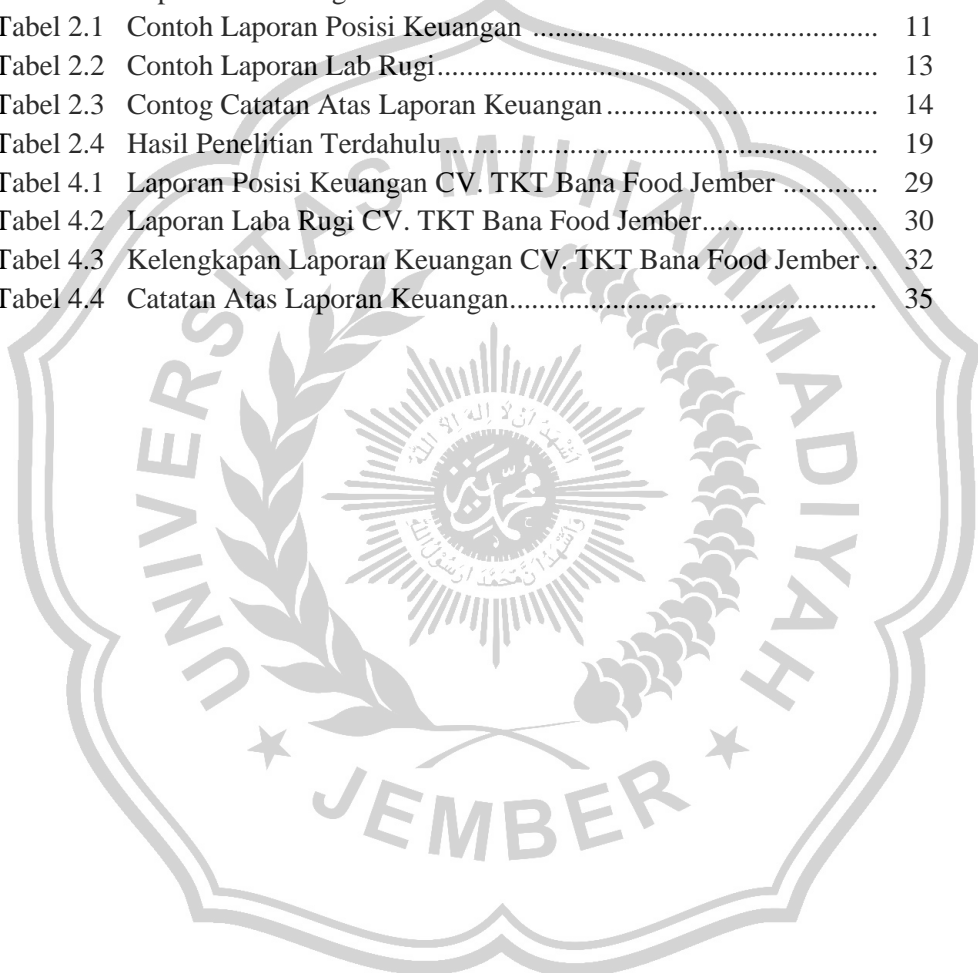 Tabel 2.1 Contoh Laporan Posisi Keuangan .............................................. 11
Tabel 2.2 Contoh Laporan Lab Rugi........................................................... 13
Tabel 2.3 Contog Catatan Atas Laporan Keuangan.................................... 14
Tabel 2.4 Hasil Penelitian Terdahulu.......................................................... 19
Tabel 4.1 Laporan Posisi Keuangan CV. TKT Bana Food Jember ............. 29
Tabel 4.2 Laporan Laba Rugi CV. TKT Bana Food Jember....................... 30
Tabel 4.3 Kelengkapan Laporan Keuangan CV. TKT Bana Food Jember .. 32
Tabel 4.4 Catatan Atas Laporan Keuangan................................................. 35
UNIVERSITAS MUHAMMADIYAH
JEMBER